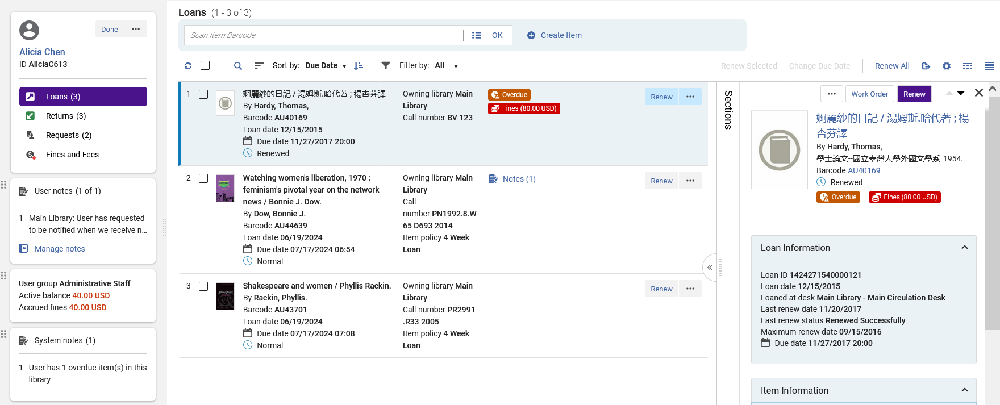 Done
Alicia Chen
ID AliciaC613
Loans (3)
Returns (3)
Requests (2)
Fines and Fees
User notes (1 of 1)
1 Main Library: User has requested
to be notified when we receive n...
Manage notes
User group Administrative Staff
Active balance 40.00 USD
Accrued fines 40.00 USD
System notes (1)
1 User has 1 overdue item(s) in this
library
Loans (1 - 3 of 3)
Scan Item Barcode
OK
Create Item
Sort by: Due Date
Filter by: All
Renew Selected
Change Due Date
Renew All
1
婀麗紗的日記 / 湯姆斯.哈代著 ; 楊杏芬譯
By Hardy, Thomas,
Barcode AU40169
Loan date 12/15/2015
Due date 11/27/2017 20:00
Renewed
Owning library Main
Library
Call number BV 123
Overdue
Fines (80.00 USD)
Renew
2
Watching women's liberation, 1970 :
feminism's pivotal year on the network
news / Bonnie J. Dow.
By Dow, Bonnie J.
Barcode AU44639
Loan date 06/19/2024
Due date 07/17/2024 06:54
Normal
Owning library Main
Library
Call
number PN1992.8.W
65 D693 2014
Item policy 4 Week
Loan
Notes (1)
Renew
3
Shakespeare and women / Phyllis Rackin.
By Rackin, Phyllis.
Barcode AU43701
Loan date 06/19/2024
Due date 07/17/2024 07:08
Normal
Owning library Main
Library
Call number PR2991
.R33 2005
Item policy 4 Week
Loan
Renew
Sections
Work Order
Renew
婀麗紗的日記 / 湯姆斯.哈代著 ; 楊
杏芬譯
By Hardy, Thomas,
學士論文--國立臺灣大學外國文學系 1954.
Barcode AU40169
Renewed
Overdue
Fines (80.00 USD)
Loan Information
Loan ID 1424271540000121
Loan date 12/15/2015
Loaned at desk Main Library - Main Circulation Desk
Last renew date 11/20/2017
Last renew status Renewed Successfully
Maximum renew date 09/15/2016
Due date 11/27/2017 20:00
Item Information